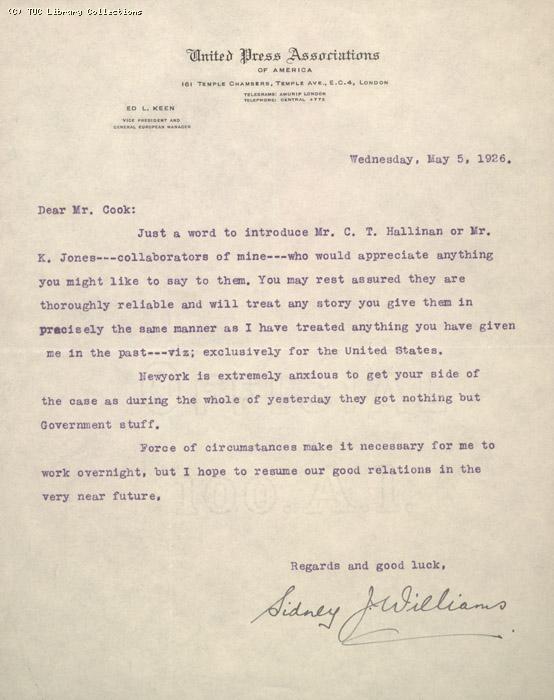 (C) TUC Library Collections
United Press Associations
OF AMERICA
161 TEMPLE CHAMBERS, TEMPLE AVE., E.C.4, LONDON
TELEGRAMS: AMURIP LONDON
TELEPHONE: CENTRAL 4772
ED L. KEEN
VICE PRESIDENT AND
GENERAL EUROPEAN MANAGER
Wednesday, May 5, 1926.
Dear Mr. Cook:
Just a word to introduce Mr. C. T. Hallinan or Mr.
K. Jones---collaborators of mine---who would appreciate anything
you might like to say to them. You may rest assured they are
thoroughly reliable and will treat any story you give them in
precisely the same manner as I have treated anything you have given
me in the past---viz; exclusively for the United States.
Newyork is extremely anxious to get your side of
the case as during the whole of yesterday they got nothing but
Government stuff.
Force of circumstances make it necessary for me to
work overnight, but I hope to resume our good relations in the
very near future.
Regards and good luck,
Sidney J. Williams